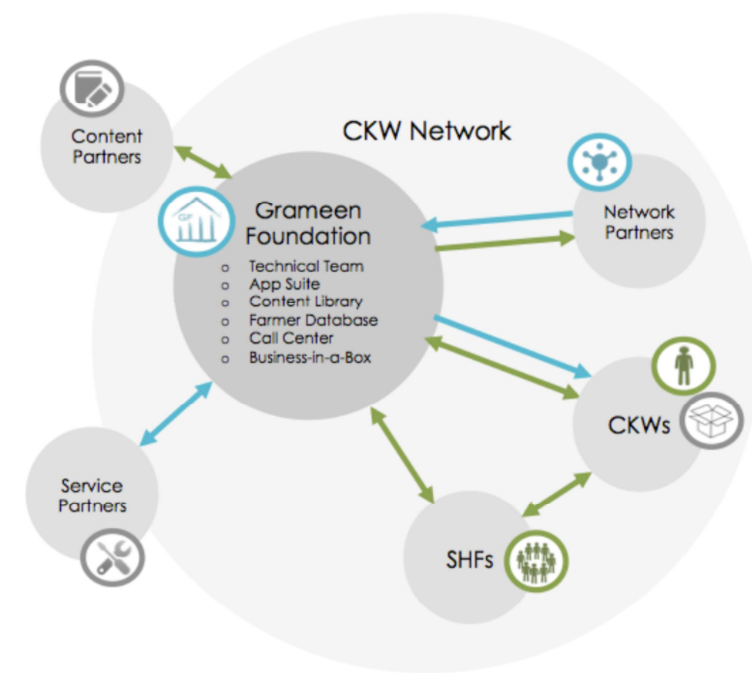 CKW Network
Content
Partners
Grameen
Foundation
o Technical Team
o App Suite
o Content Library
o Farmer Database
o Call Center
o Business-in-a-Box
GF
Network
Partners
CKWs
Service
Partners
SHFs